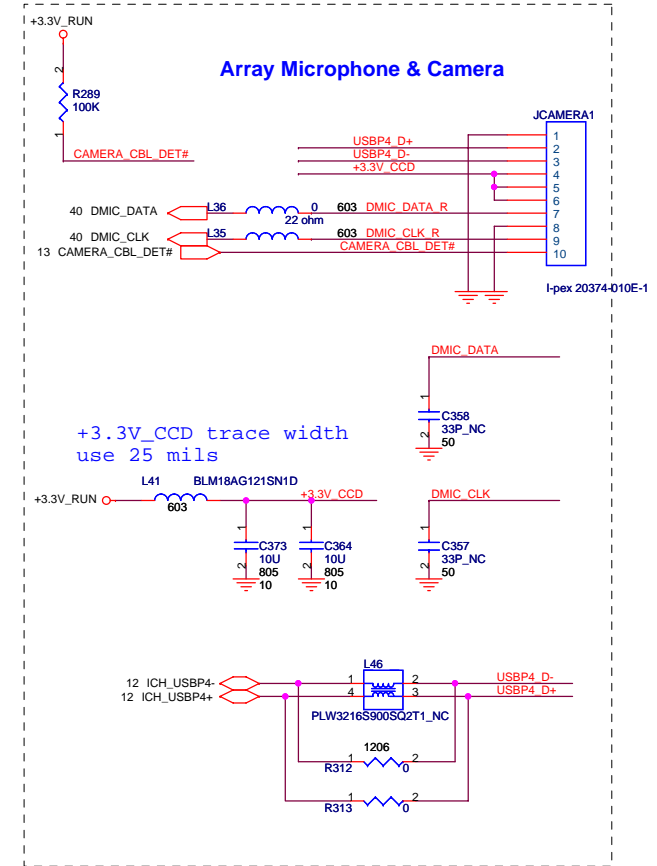 +3.3V_RUN
Array Microphone & Camera
2
R289
100K
1
CAMERA_CBL_DET#
JCAMERA1
USBP4_D+
USBP4_D-
+3.3V_CCD
1
2
3
4
5
6
7
8
9
10
40 DMIC_DATA
L36
0
22 ohm
603
DMIC_DATA_R
40 DMIC_CLK
L35
603
DMIC_CLK_R
13 CAMERA_CBL_DET#
CAMERA_CBL_DET#
I-pex 20374-010E-1
DMIC_DATA
1
C358
33P_NC
2
50
+3.3V_CCD trace width
use 25 mils
L41
BLM18AG121SN1D
+3.3V_RUN
603
+3.3V_CCD
DMIC_CLK
1
C373
10U
2
805
10
1
C364
10U
2
805
10
1
C357
33P_NC
2
50
L46
12 ICH_USBP4-
1
2
USBP4_D-
12 ICH_USBP4+
4
3
USBP4_D+
PLW3216S900SQ2T1_NC
1206
1
2
R312
0
1
2
R313
0